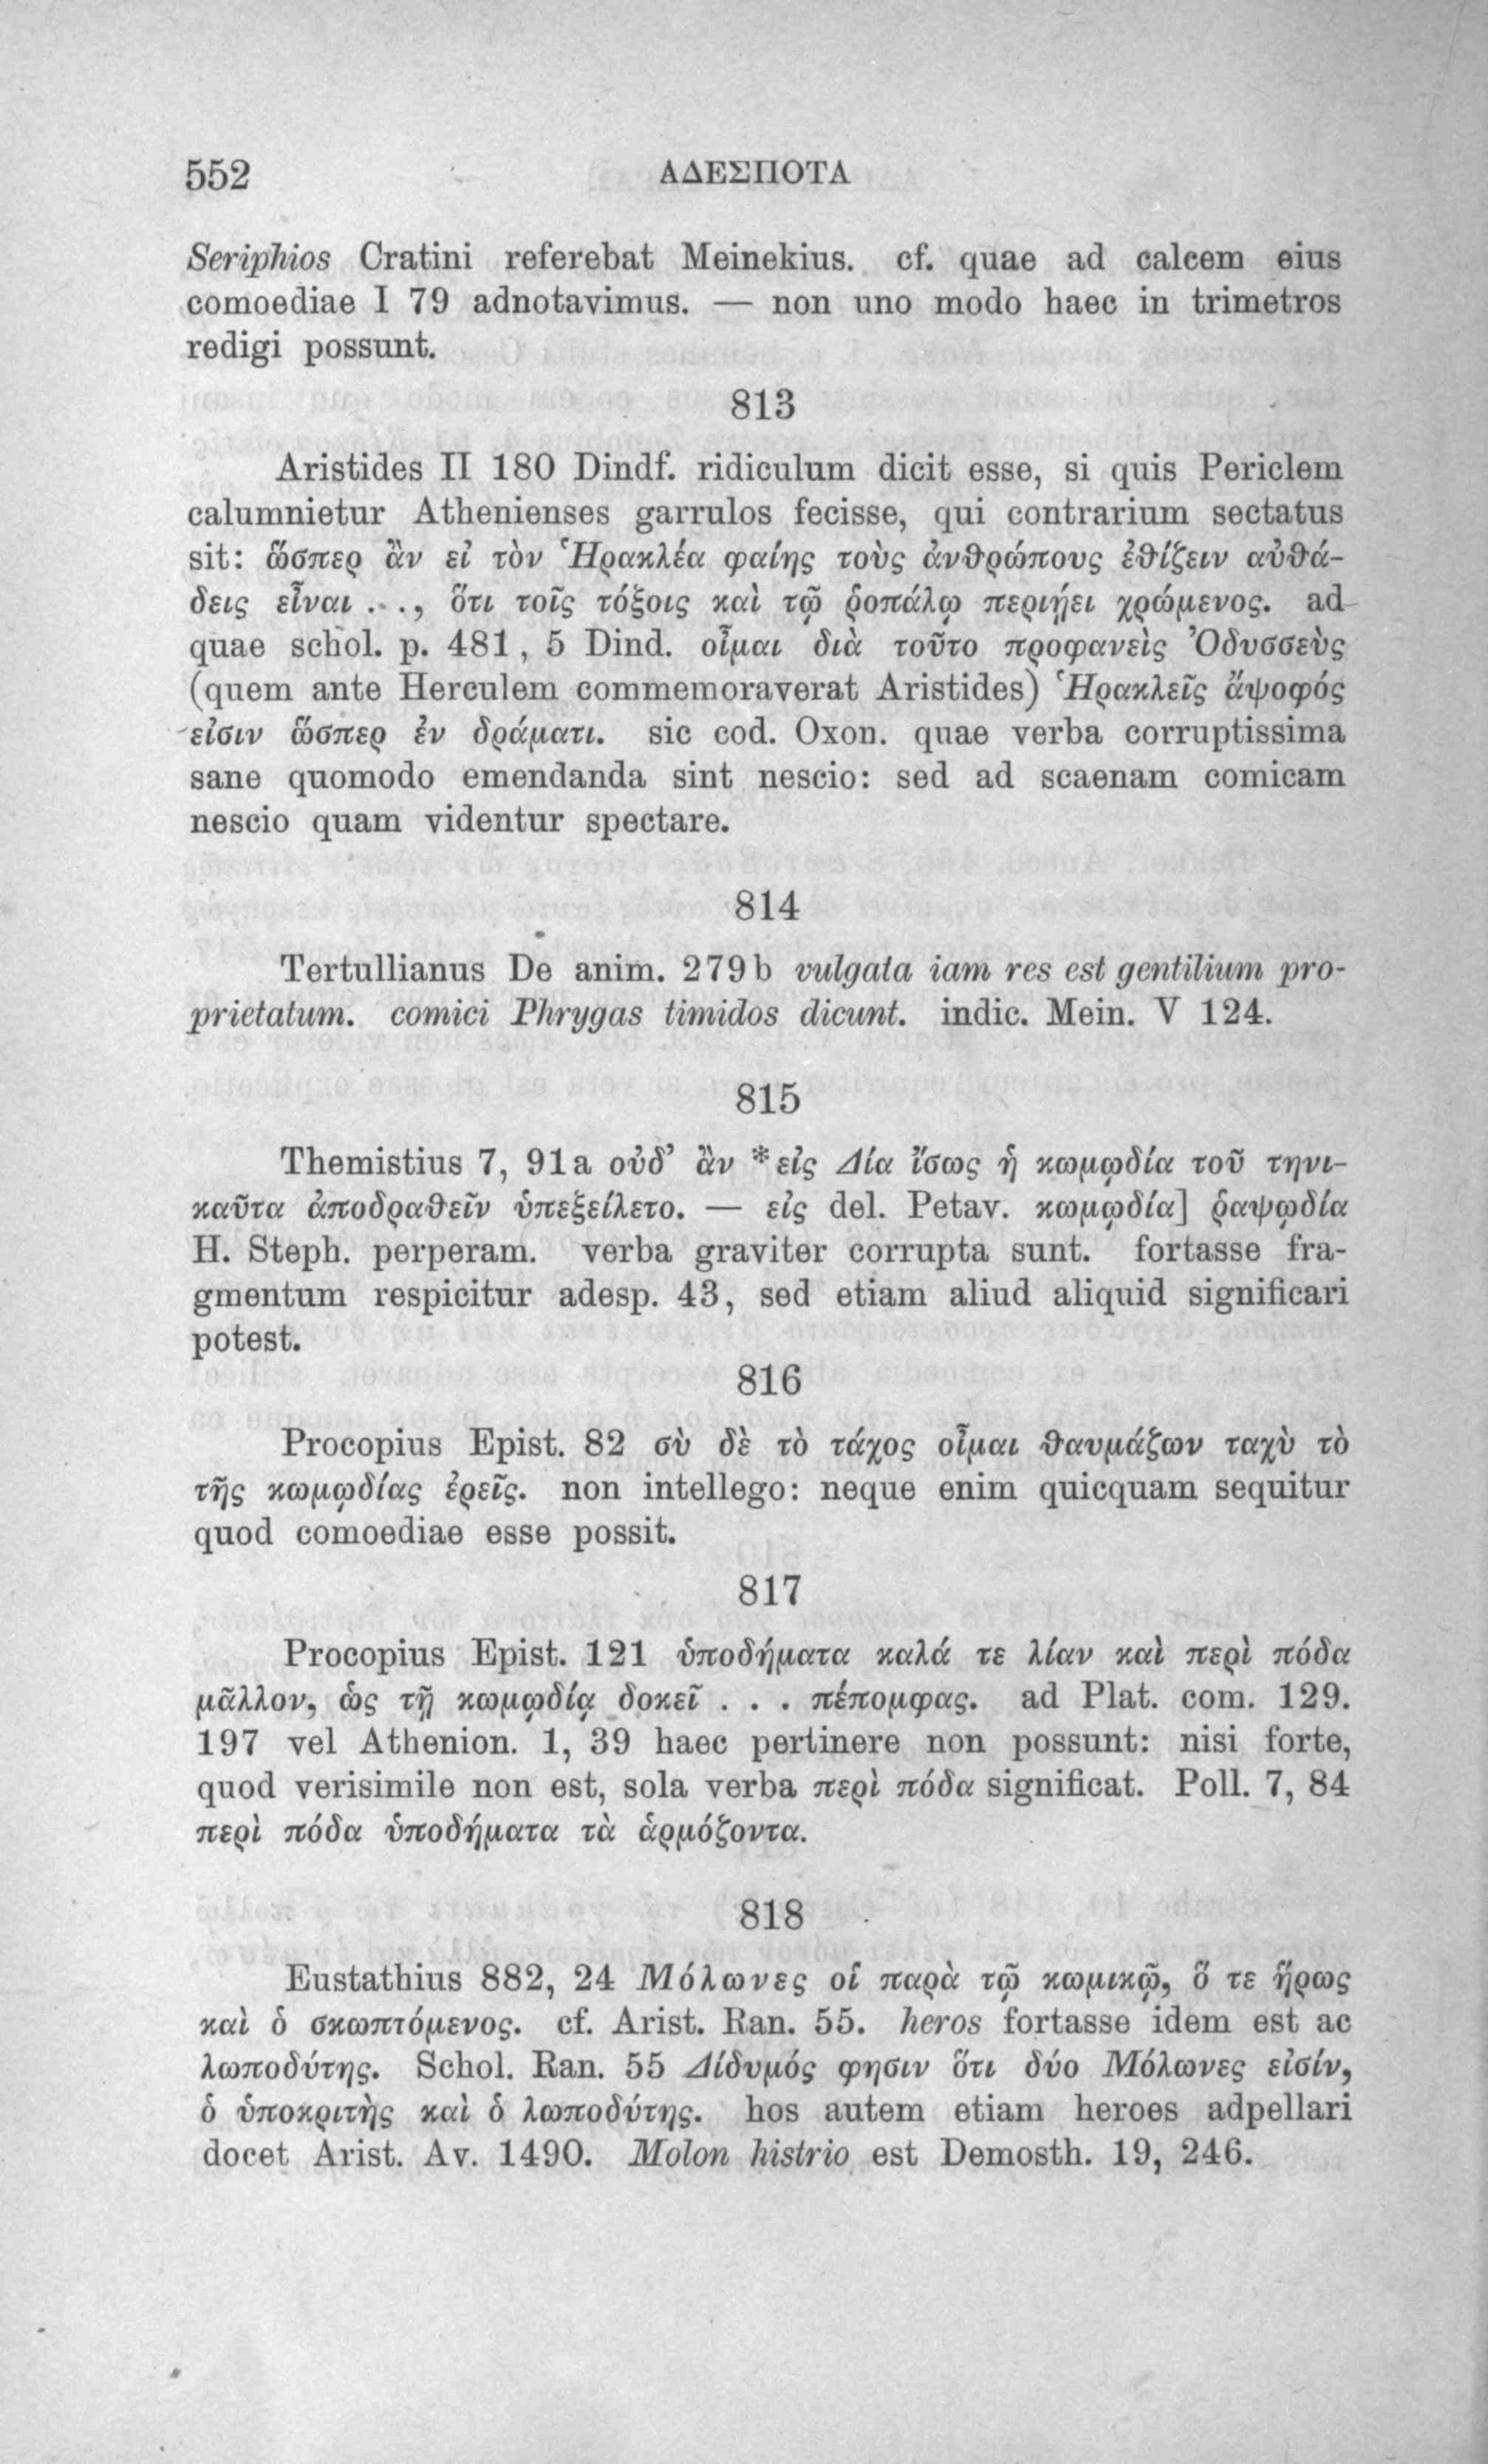 552 ΑΔΕΣΠΟΤΑ
Seriphios Cratini referebat Meinekius. cf. quae ad calcem eius
comoediae I 79 adnotavimus. — non uno modo haec in trimetros
redigi possunt.
813
Aristides II 180 Dindf. ridiculum dicit esse, si quis Periclem
calumnietur Athenienses garrulos fecisse, qui contrarium sectatus
sit: ὥσπερ ἂν εἰ τὸν Ἡρακλέα φαίης τοὺς ἀνθρώπους ἐθίζειν αὐθά-
δεις εἶναι . ., ὅτι τοῖς τόξοις καὶ τῷ ῥοπάλῳ περιῄει χρώμενος. ad
quae schol. p. 481, 5 Dind. οἶμαι διὰ τοῦτο προφανεὶς Ὀδυσσεὺς
(quem ante Herculem commemoraverat Aristides) Ἡρακλεῖς ἄψοφός
εἰσιν ὥσπερ ἐν δράματι. sic cod. Oxon. quae verba corruptissima
sane quomodo emendanda sint nescio: sed ad scaenam comicam
nescio quam videntur spectare.
814
Tertullianus De anim. 279b vulgata iam res est gentilium pro-
prietatum. comici Phrygas timidos dicunt. indic. Mein. V 124.
815
Themistius 7, 91a οὐδ’ ἂν *εἰς Δία ἴσως ἡ κωμῳδία τοῦ τηνι-
καῦτα ἀποδραθεῖν ὑπεξείλετο. — εἰς del. Petav. κωμῳδία] ῥαψῳδία
H. Steph. perperam. verba graviter corrupta sunt. fortasse fra-
gmentum respicitur adesp. 43, sed etiam aliud aliquid significari
potest.
816
Procopius Epist. 82 σὺ δὲ τὸ τάχος οἶμαι θαυμάζων ταχὺ τὸ
τῆς κωμῳδίας ἐρεῖς. non intellego: neque enim quicquam sequitur
quod comoediae esse possit.
817
Procopius Epist. 121 ὑποδήματα καλά τε λίαν καὶ περὶ πόδα
μᾶλλον, ὡς τῇ κωμῳδίᾳ δοκεῖ . . . πέπομφας. ad Plat. com. 129.
197 vel Athenion. 1, 39 haec pertinere non possunt: nisi forte,
quod verisimile non est, sola verba περὶ πόδα significat. Poll. 7, 84
περὶ πόδα ὑποδήματα τὰ ἁρμόζοντα.
818
Eustathius 882, 24 Μόλωνες οἱ παρὰ τῷ κωμικῷ, ὅ τε ἥρως
καὶ ὁ σκωπτόμενος. cf. Arist. Ran. 55. heros fortasse idem est ac
λωποδύτης. Schol. Ran. 55 Δίδυμός φησιν ὅτι δύο Μόλωνες εἰσίν,
ὁ ὑποκριτὴς καὶ ὁ λωποδύτης. hos autem etiam heroes adpellari
docet Arist. Av. 1490. Molon histrio est Demosth. 19, 246.